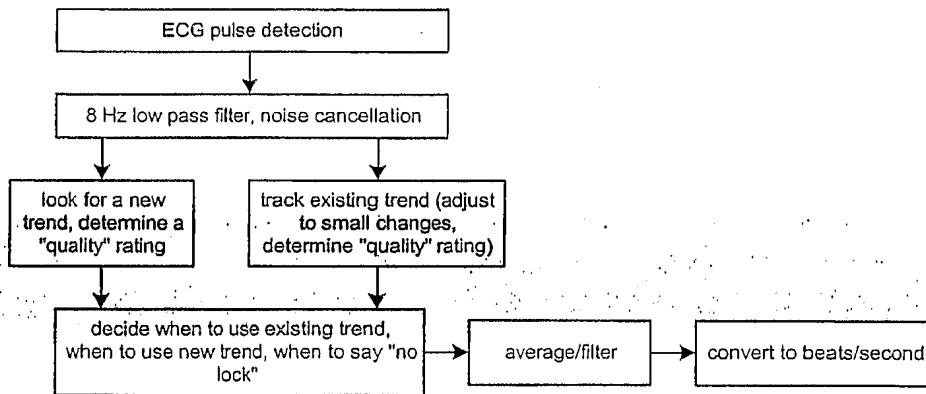 ECG pulse detection
8 Hz low pass filter, noise cancellation
look for a new
trend, determine a
"quality" rating
track existing trend (adjust
to small changes,
determine "quality" rating)
decide when to use existing trend,
when to use new trend, when to say "no
lock"
average/filter
convert to beats/second